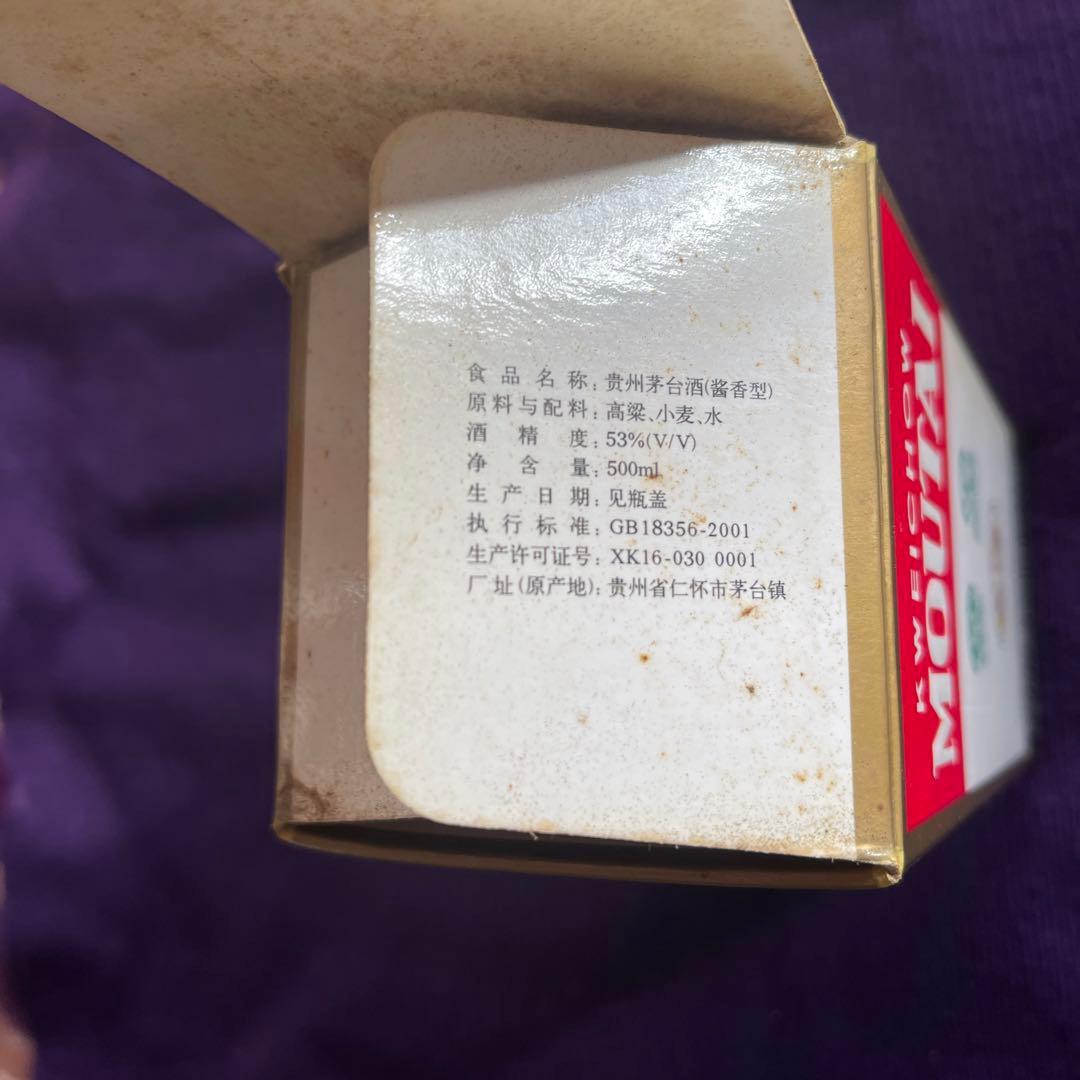 食品名称：贵州茅台酒(酱香型)
原料与配料：高粱、小麦、水
酒精度：53%(V/V)
净含量：500ml
生产日期：见瓶盖
执行标准：GB18356-2001
生产许可证号：XK16-030 0001
厂址(原产地)：贵州省仁怀市茅台镇
MOUTAI
KWEICHOW